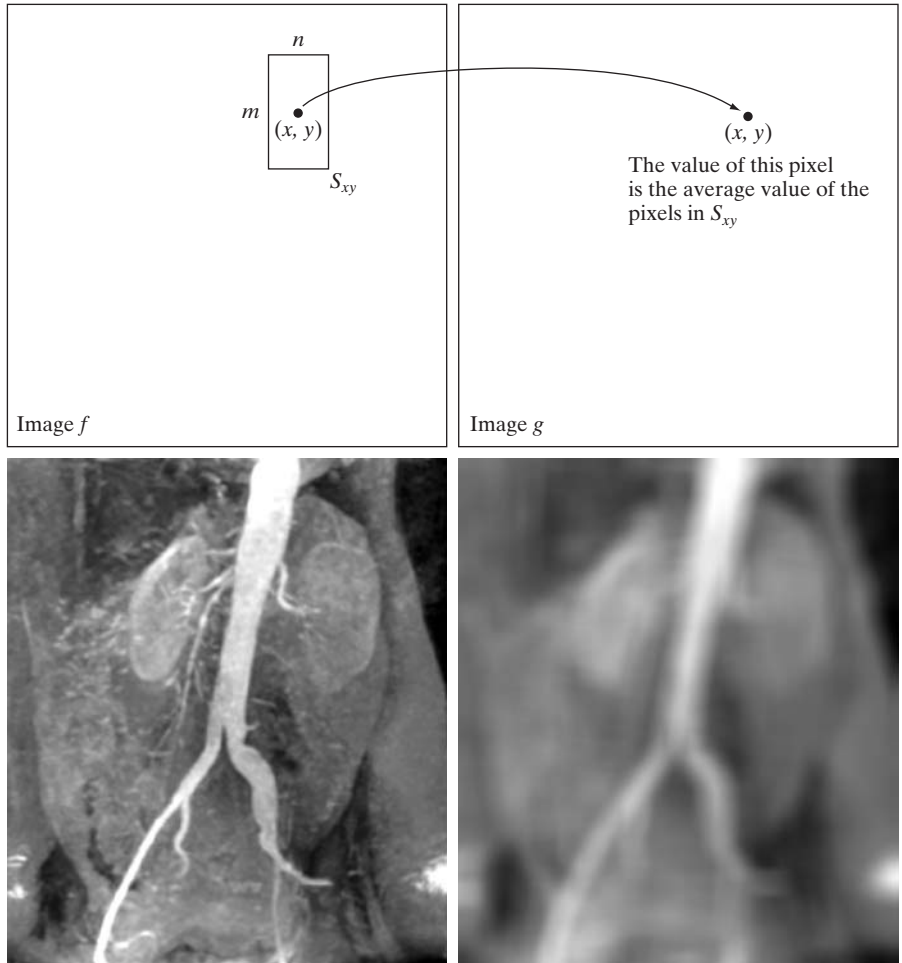 n
m
(x, y)
S_xy
Image f
(x, y)
The value of this pixel
is the average value of the
pixels in S_xy
Image g